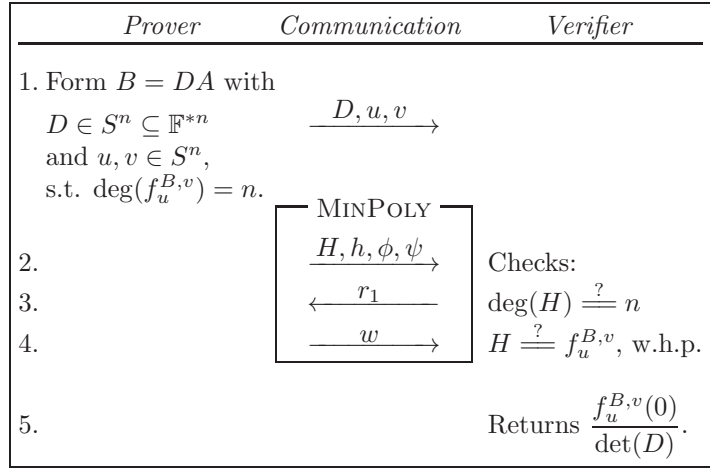 Prover Communication Verifier
1. Form B = DA with
D ∈ S^n ⊆ 𝔽^{*n} D, u, v
and u, v ∈ S^n,
s.t. deg(f_u^{B,v}) = n.
MINPOLY
2. H, h, ϕ, ψ Checks:
3. r_1 deg(H) =? n
4. w H =? f_u^{B,v}, w.h.p.
5. Returns f_u^{B,v}(0) / det(D).